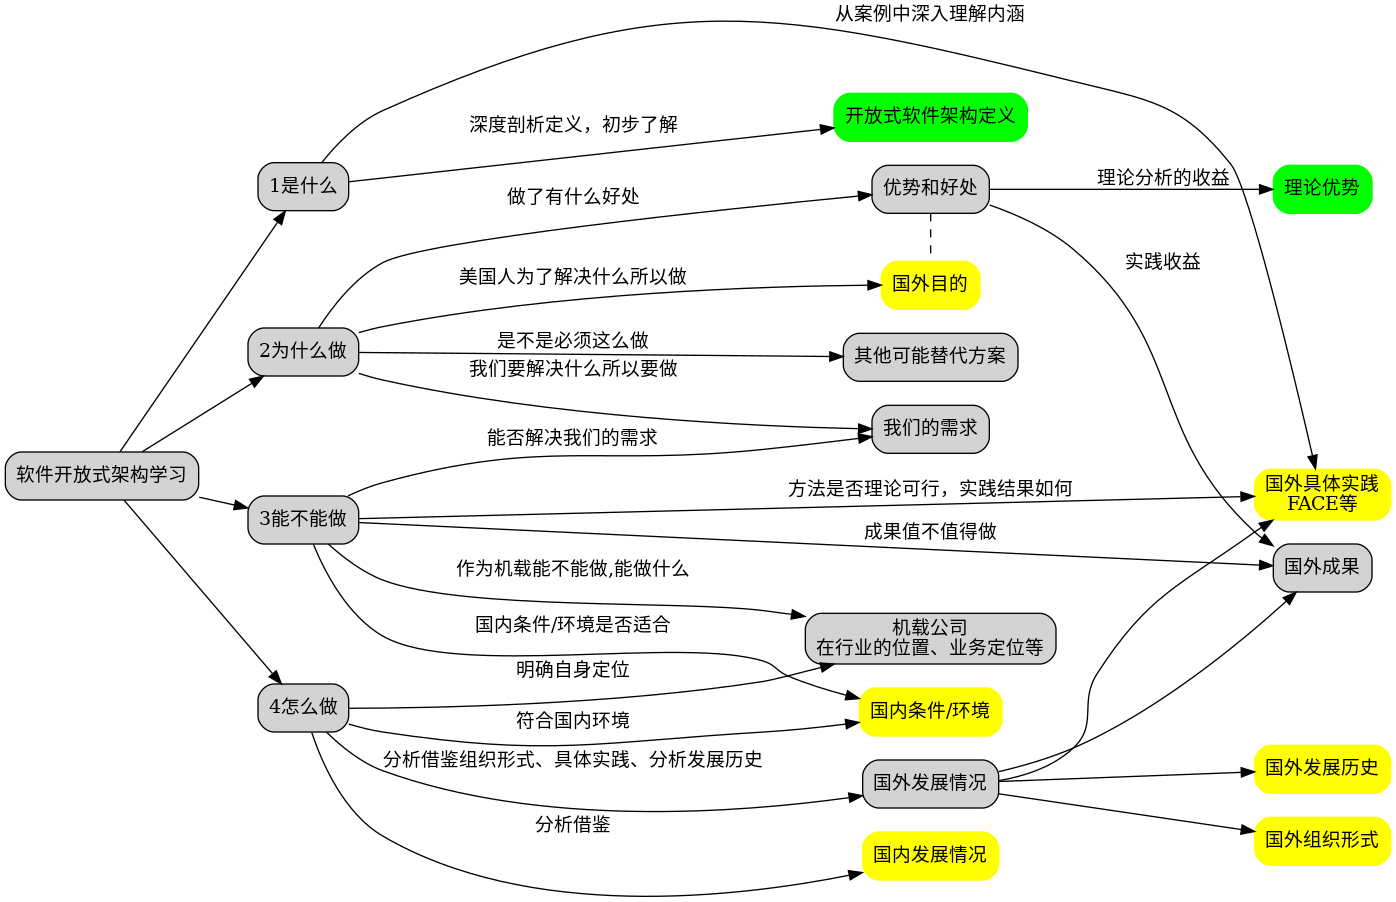 从案例中深入理解内涵
开放式软件架构定义
深度剖析定义，初步了解
1是什么
优势和好处
理论分析的收益
理论优势
做了有什么好处
实践收益
美国人为了解决什么所以做
国外目的
2为什么做
是不是必须这么做
其他可能替代方案
我们要解决什么所以要做
我们的需求
能否解决我们的需求
软件开放式架构学习
方法是否理论可行，实践结果如何
国外具体实践
FACE等
3能不能做
成果值不值得做
国外成果
作为机载能不能做,能做什么
国内条件/环境是否适合
机载公司
在行业的位置、业务定位等
明确自身定位
4怎么做
符合国内环境
国内条件/环境
分析借鉴组织形式、具体实践、分析发展历史
国外发展情况
国外发展历史
分析借鉴
国外组织形式
国内发展情况